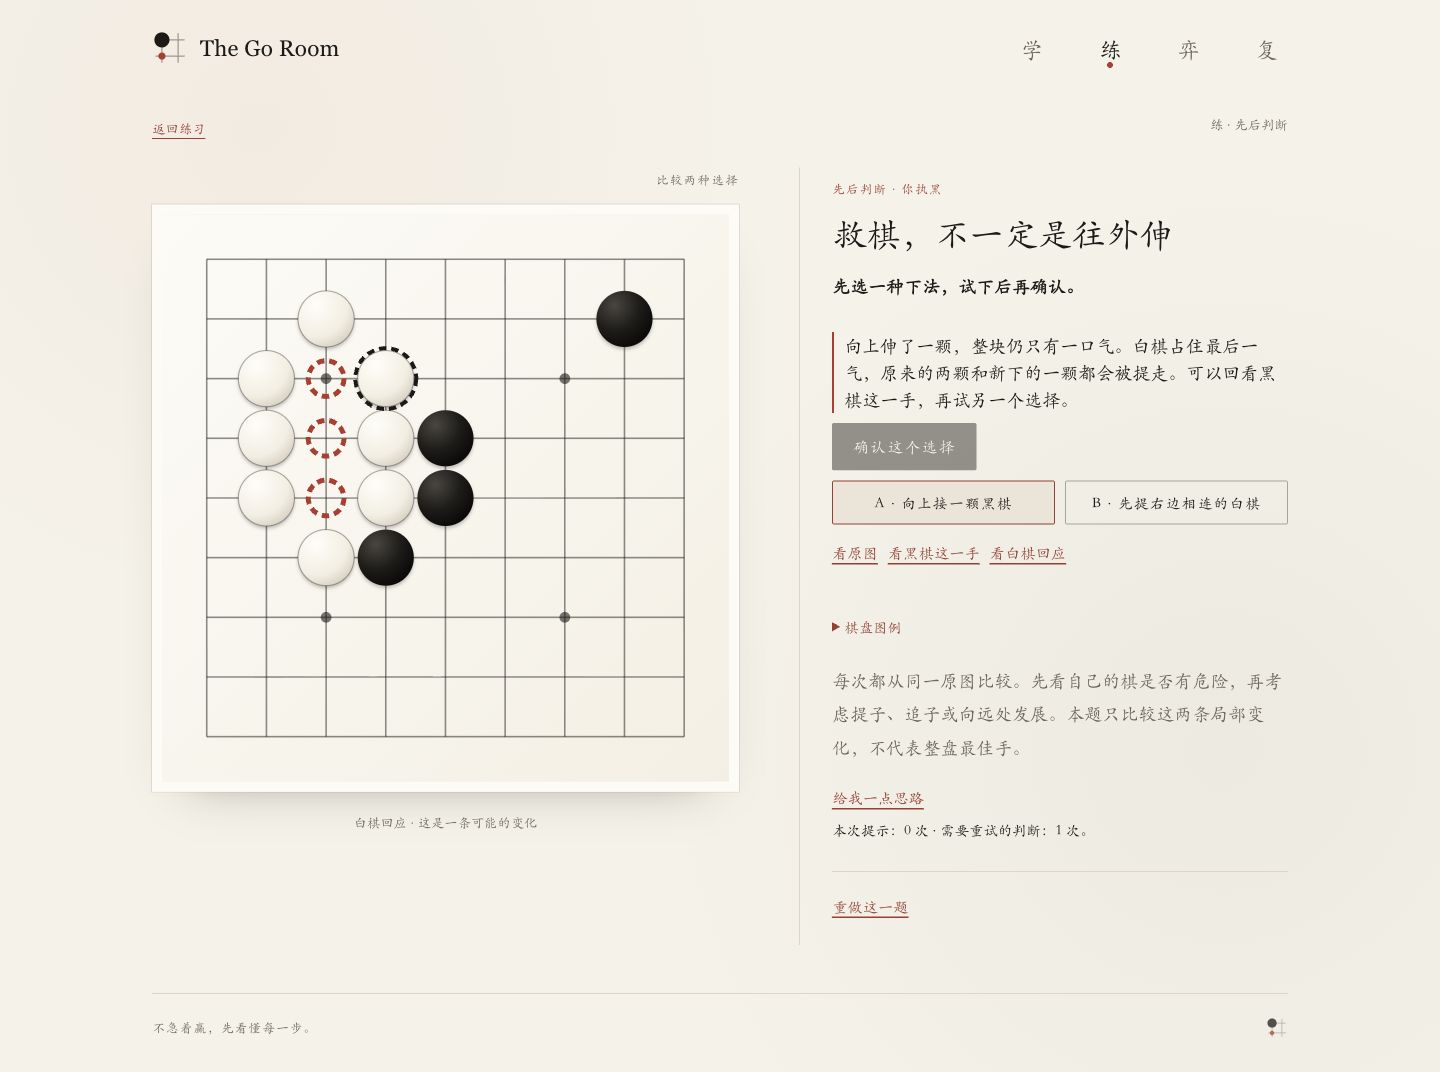 The Go Room
学 练 弈 复
返回练习
练 · 先后判断
比较两种选择
先后判断 · 你执黑
救棋，不一定是往外伸
先选一种下法，试下后再确认。
向上伸了一颗，整块仍只有一口气。白棋占住最后一
气，原来的两颗和新下的一颗都会被提走。可以回看黑
棋这一手，再试另一个选择。
确认这个选择
A · 向上接一颗黑棋
B · 先提右边相连的白棋
看原图 看黑棋这一手 看白棋回应
棋盘图例
每次都从同一原图比较。先看自己的棋是否有危险，再考
虑提子、追子或向远处发展。本题只比较这两条局部变
化，不代表整盘最佳手。
给我一点思路
本次提示：0 次 · 需要重试的判断：1 次。
白棋回应 · 这是一条可能的变化
重做这一题
不急着赢，先看懂每一步。